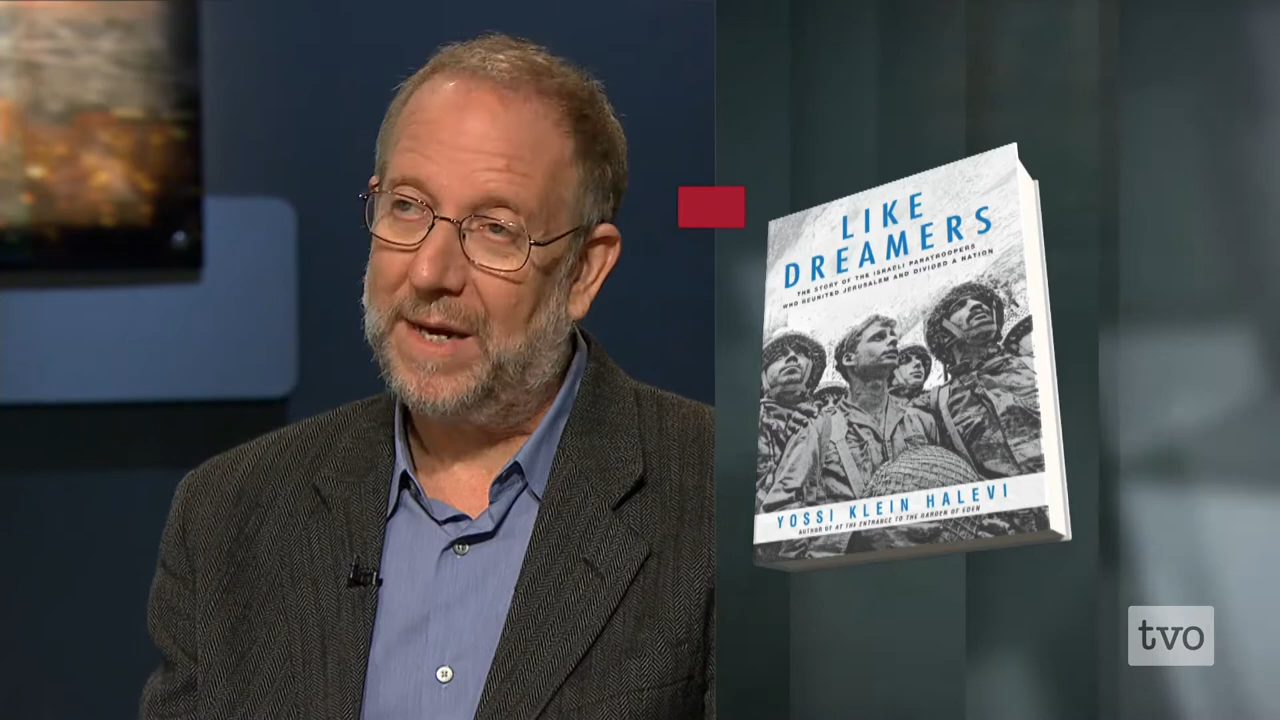 LIKE
DREAMERS
THE STORY OF THE ISRAELI PARATROOPERS
WHO REUNITED JERUSALEM AND DIVIDED A NATION
YOSSI KLEIN HALEVI
AUTHOR OF AT THE ENTRANCE TO THE GARDEN OF EDEN
tvo